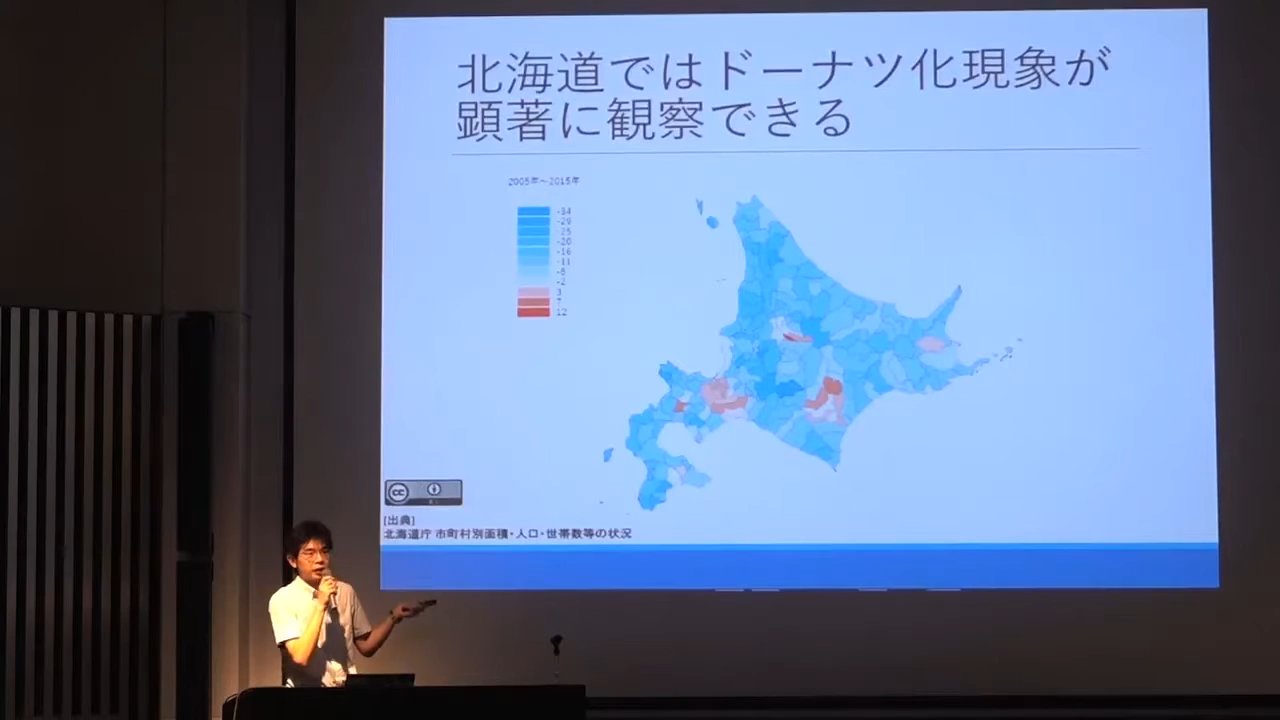 北海道ではドーナツ化現象が
顕著に観察できる
2005年～2015年
-34
-29
25
-20
-16
-11
-6
-2
3
7
12
cc
[出典]
北海道庁 市町村別面積・人口・世帯数等の状況